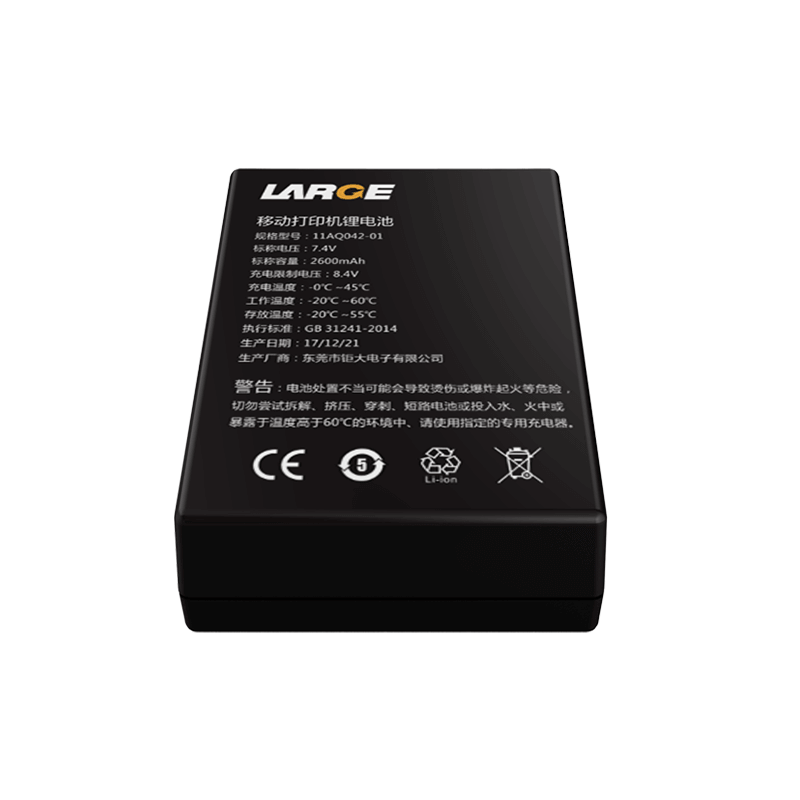 LARGE
移动打印机锂电池
规格型号：11AQ042-01
标称电压：7.4V
标称容量：2600mAh
充电限制电压：8.4V
充电温度：-0℃ ~45℃
工作温度：-20℃ ~60℃
存放温度：-20℃ ~55℃
执行标准：GB 31241-2014
生产日期：17/12/21
生产厂商：东莞市钜大电子有限公司
警告：电池处置不当可能会导致烫伤或爆炸起火等危险，
切勿尝试拆解、挤压、穿刺、短路电池或投入水、火中或
暴露于温度高于60℃的环境中、请使用指定的专用充电器。
CE 5
Li-ion